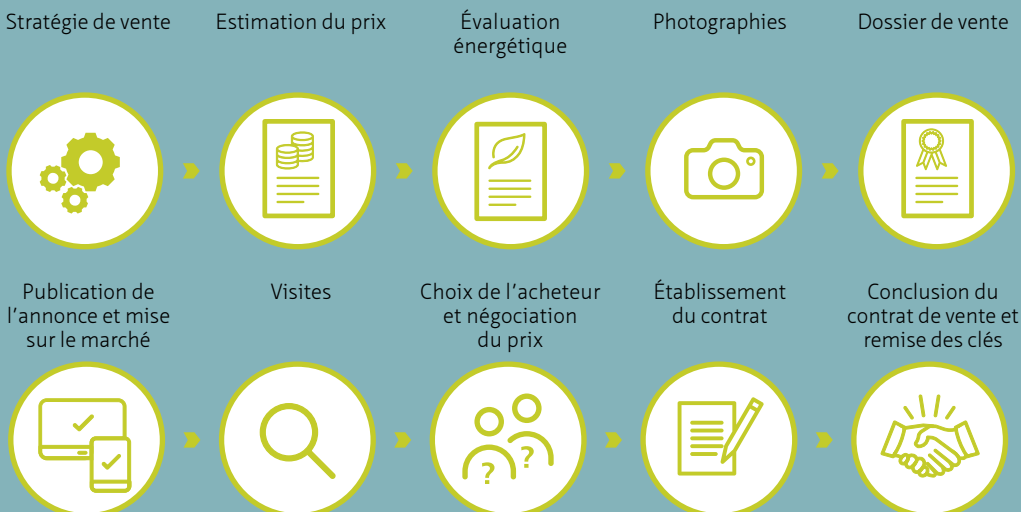 Stratégie de vente
Estimation du prix
Évaluation
énergétique
Photographies
Dossier de vente
Publication de
l'annonce et mise
sur le marché
Visites
Choix de l'acheteur
et négociation
du prix
? ?
Établissement
du contrat
Conclusion du
contrat de vente et
remise des clés